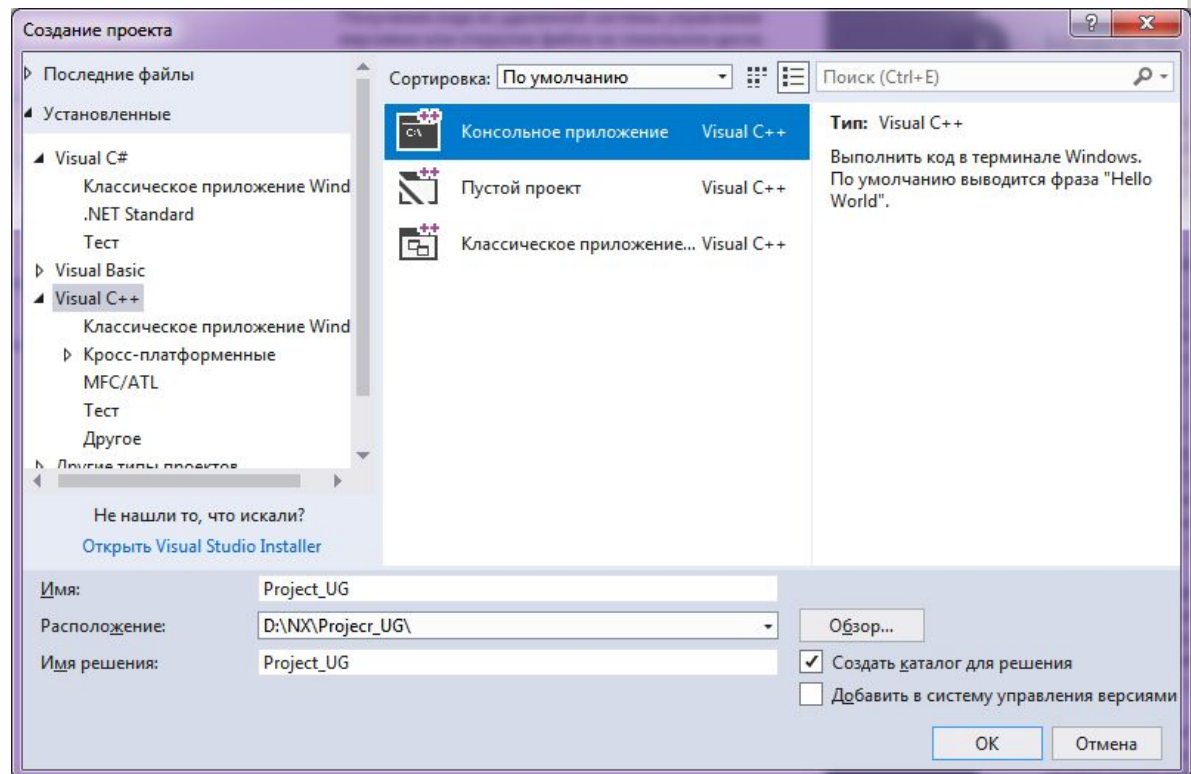 Создание проекта
Последние файлы
Установленные
Visual C#
Классическое приложение Wind
.NET Standard
Тест
Visual Basic
Visual C++
Классическое приложение Wind
Кросс-платформенные
MFC/ATL
Тест
Другое
Другие типы проектов
Не нашли то, что искали?
Открыть Visual Studio Installer
Сортировка: По умолчанию
Консольное приложение Visual C++
Пустой проект Visual C++
Классическое приложение... Visual C++
Поиск (Ctrl+E)
Тип: Visual C++
Выполнить код в терминале Windows.
По умолчанию выводится фраза "Hello
World".
Имя: Project_UG
Расположение: D:\NX\Projecr_UG\
Обзор...
Имя решения: Project_UG
Создать каталог для решения
Добавить в систему управления версиями
ОК
Отмена